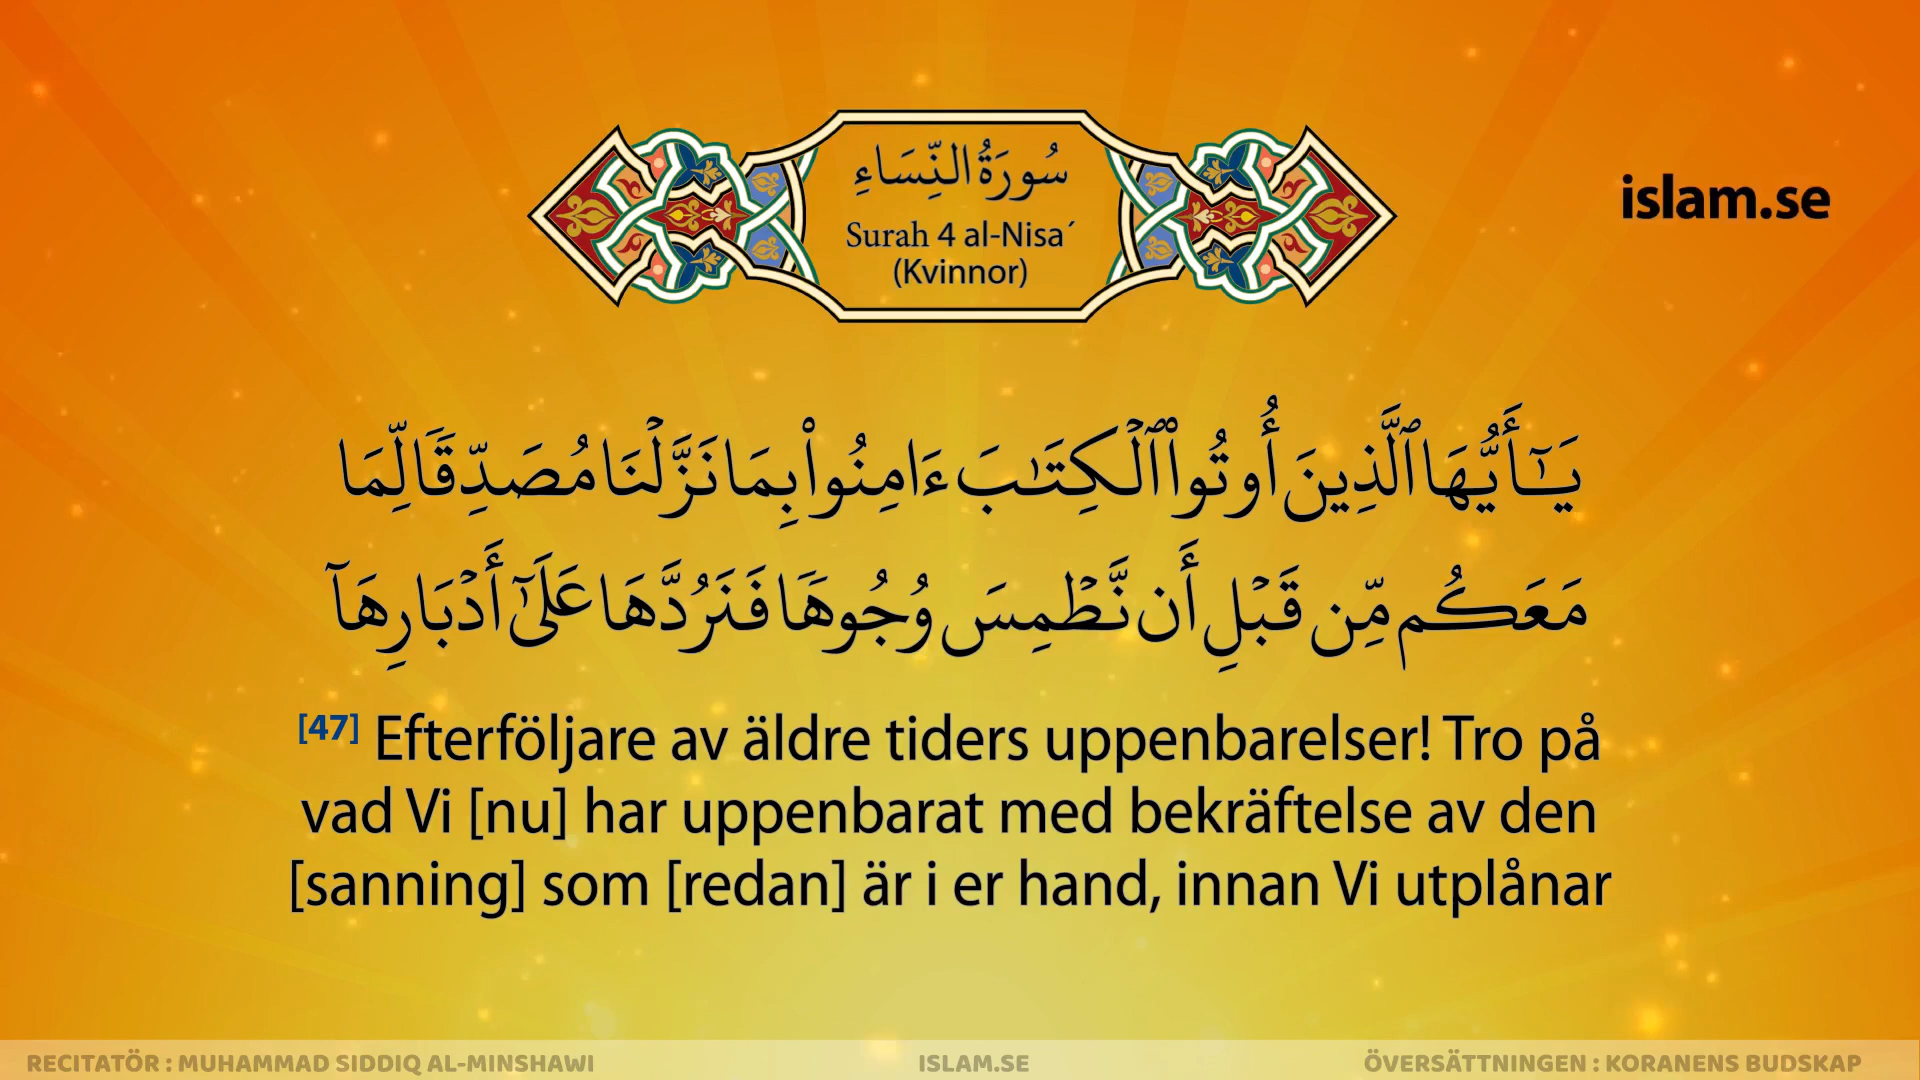 سُورَةُ النِّسَاءِ
Surah 4 al-Nisa´
(Kvinnor)
islam.se
يَـٰٓأَيُّهَا ٱلَّذِينَ أُوتُوا۟ ٱلْكِتَـٰبَ ءَامِنُوا۟ بِمَا نَزَّلْنَا مُصَدِّقًا لِّمَا
مَعَكُم مِّن قَبْلِ أَن نَّطْمِسَ وُجُوهًا فَنَرُدَّهَا عَلَىٰٓ أَدْبَارِهَآ
[47] Efterföljare av äldre tiders uppenbarelser! Tro på
vad Vi [nu] har uppenbarat med bekräftelse av den
[sanning] som [redan] är i er hand, innan Vi utplånar
RECITATÖR : MUHAMMAD SIDDIQ AL-MINSHAWI
ISLAM.SE
ÖVERSÄTTNINGEN : KORANENS BUDSKAP